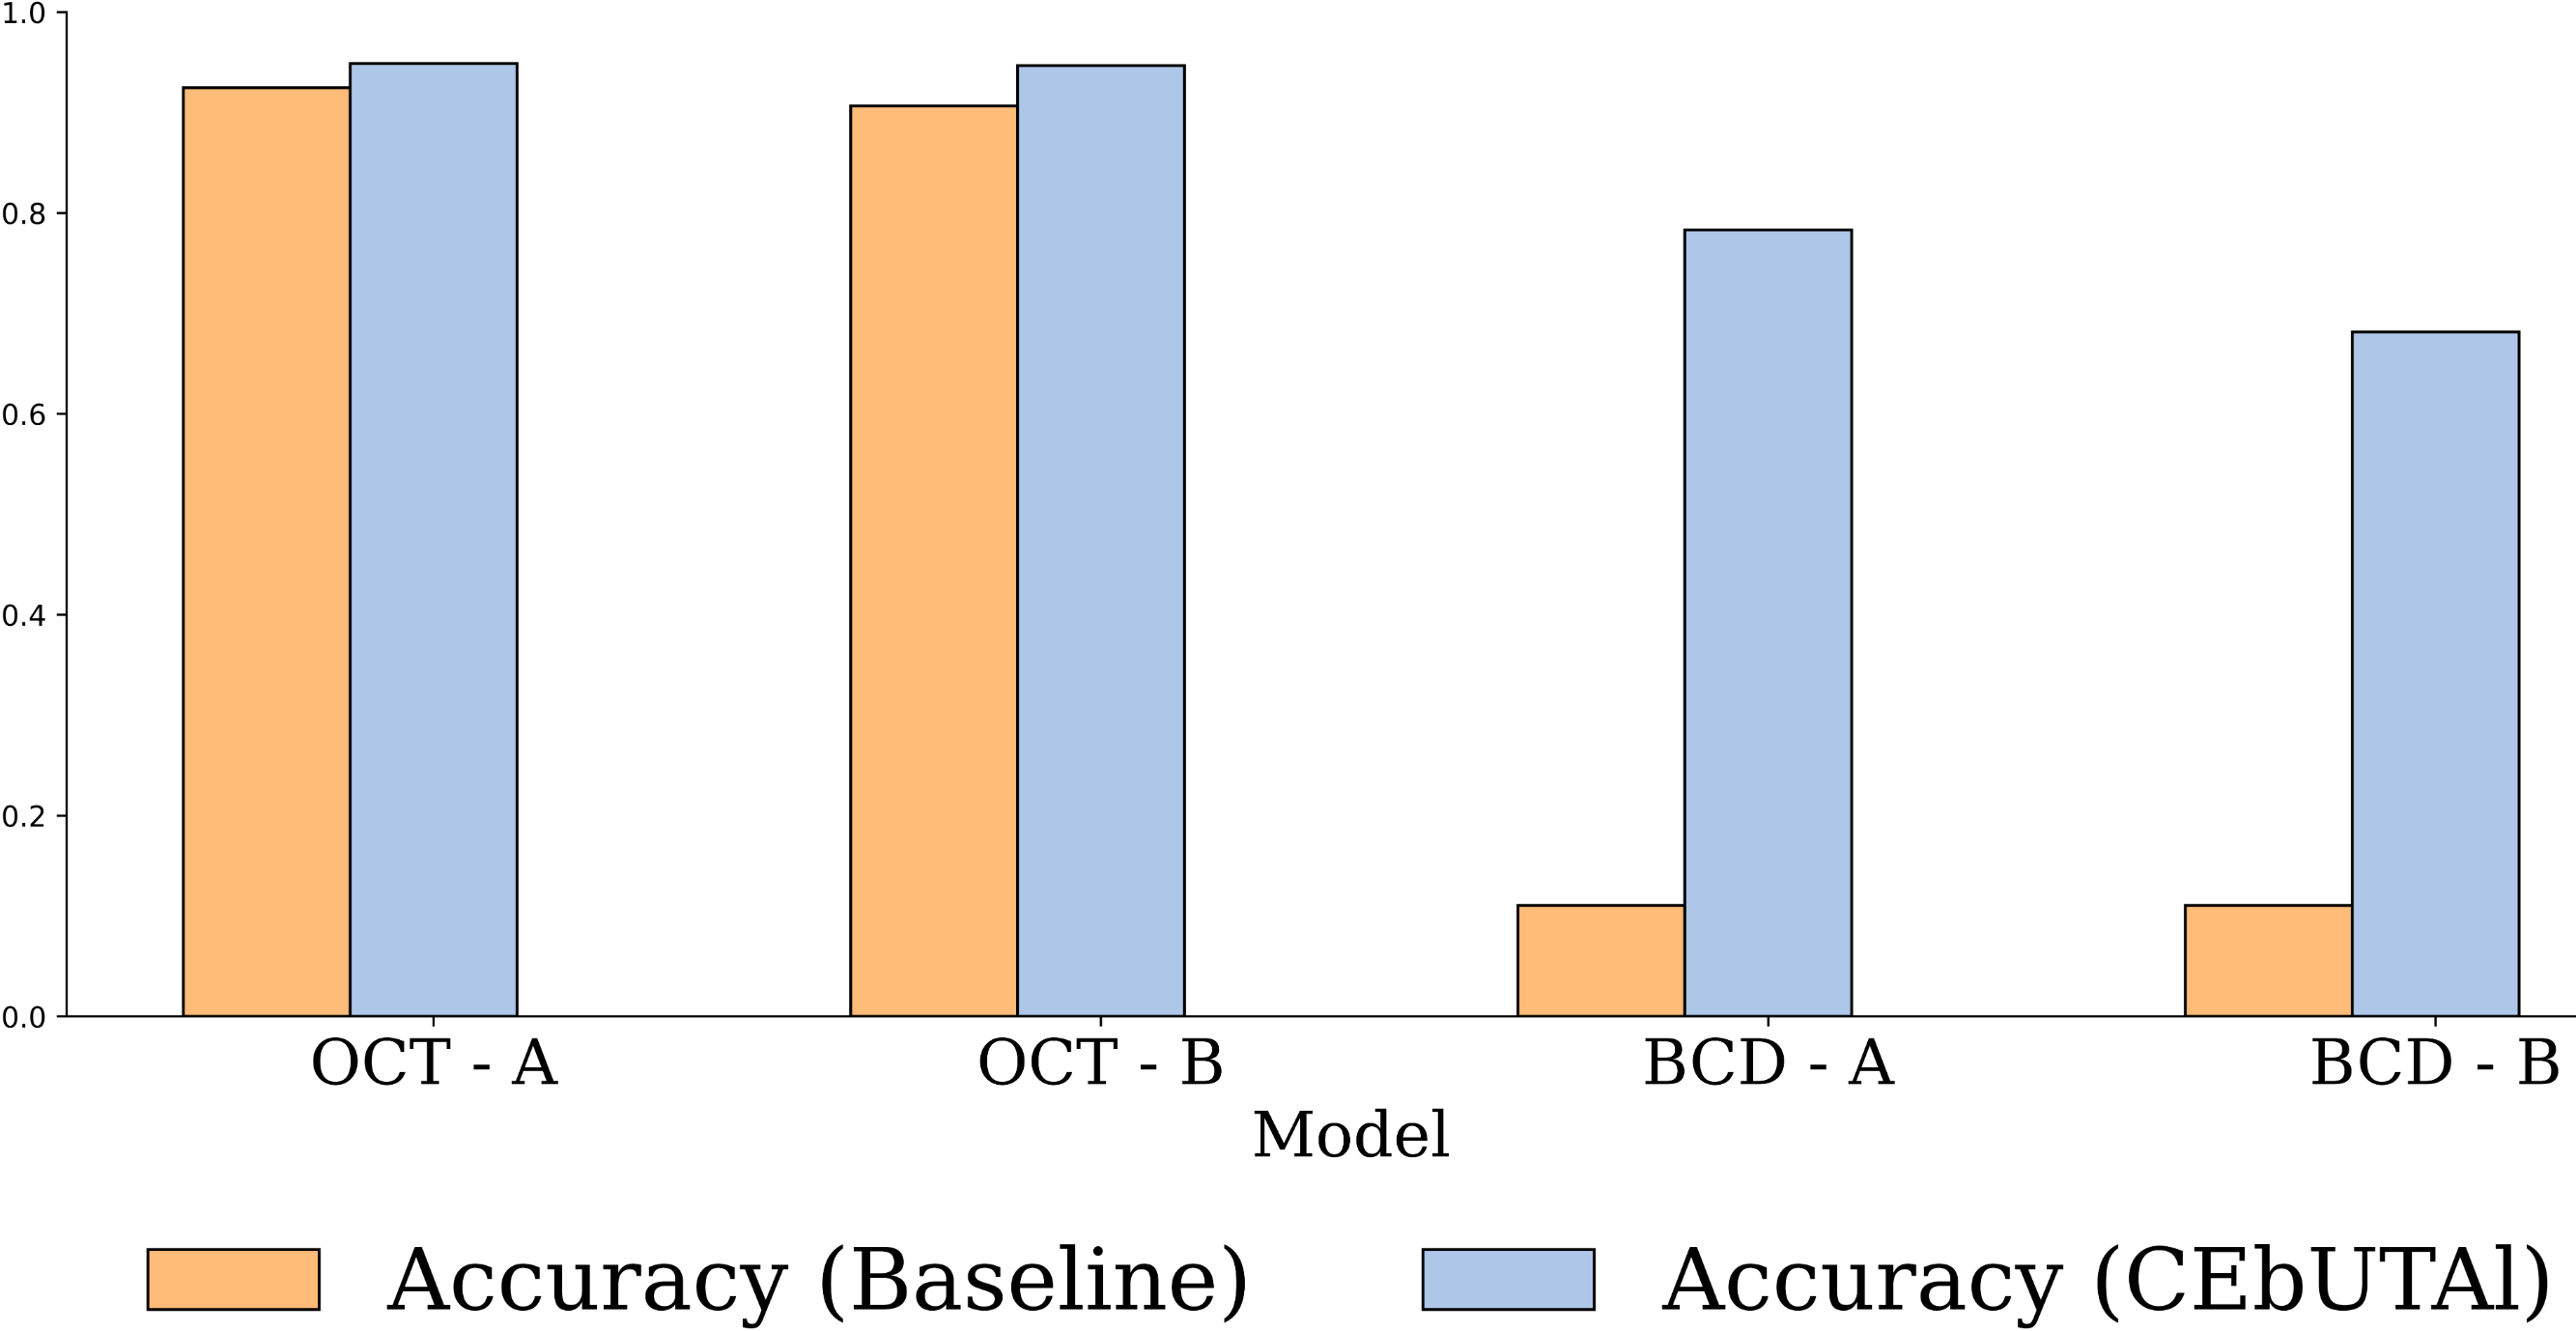 1.0
0.8
0.6
0.4
0.2
0.0
OCT - A OCT - B BCD - A BCD - B
Model
Accuracy (Baseline) Accuracy (CEbUTAl)